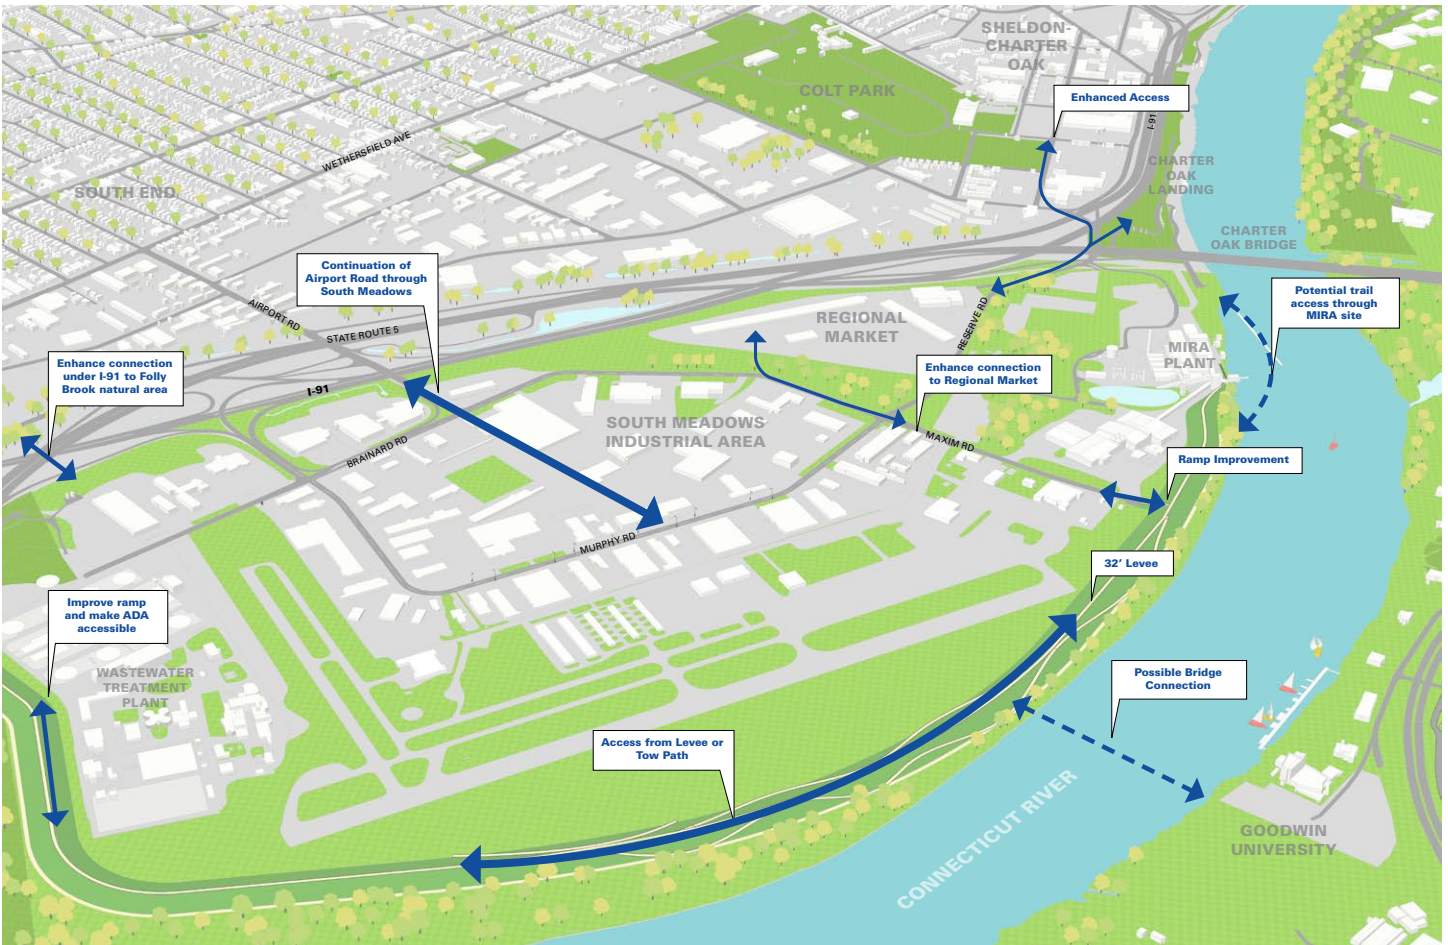 SHELDON-
CHARTER
OAK
COLT PARK
Enhanced Access
I-91
WETHERSFIELD AVE
CHARTER
OAK
LANDING
SOUTH END
CHARTER
OAK BRIDGE
Continuation of
Airport Road through
South Meadows
Potential trail
access through
MIRA site
AIRPORT RD
STATE ROUTE 5
REGIONAL
MARKET
RESERVE RD
MIRA
PLANT
Enhance connection
under I-91 to Folly
Brook natural area
Enhance connection
to Regional Market
I-91
SOUTH MEADOWS
INDUSTRIAL AREA
BRAINARD RD
MAXIM RD
Ramp Improvement
MURPHY RD
32' Levee
Improve ramp
and make ADA
accessible
WASTEWATER
TREATMENT
PLANT
Possible Bridge
Connection
Access from Levee or
Tow Path
CONNECTICUT RIVER
GOODWIN
UNIVERSITY